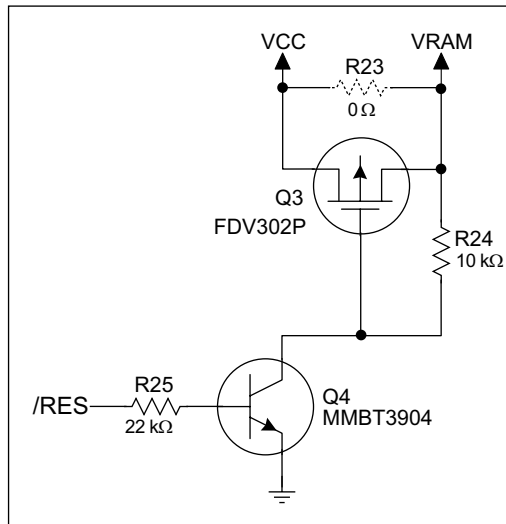 VCC
VRAM
R23
0 Ω
Q3
FDV302P
R24
10 kΩ
R25
/RES
22 kΩ
Q4
MMBT3904